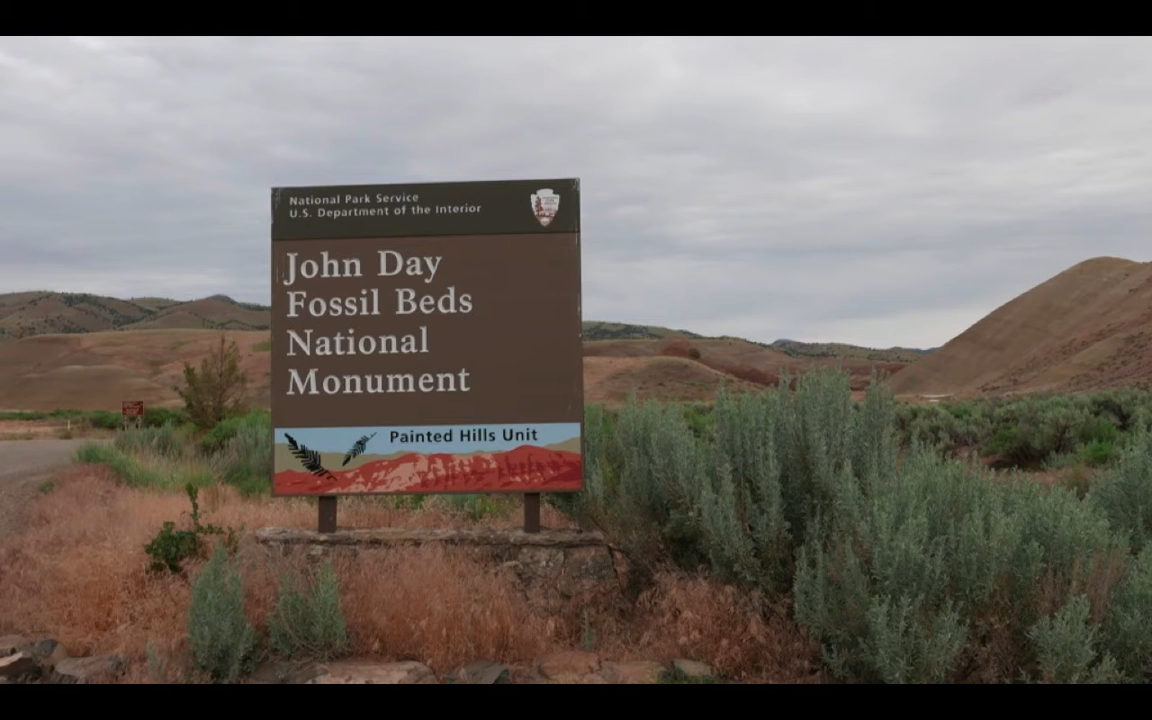 National Park Service
U.S. Department of the Interior
John Day
Fossil Beds
National
Monument
Painted Hills Unit